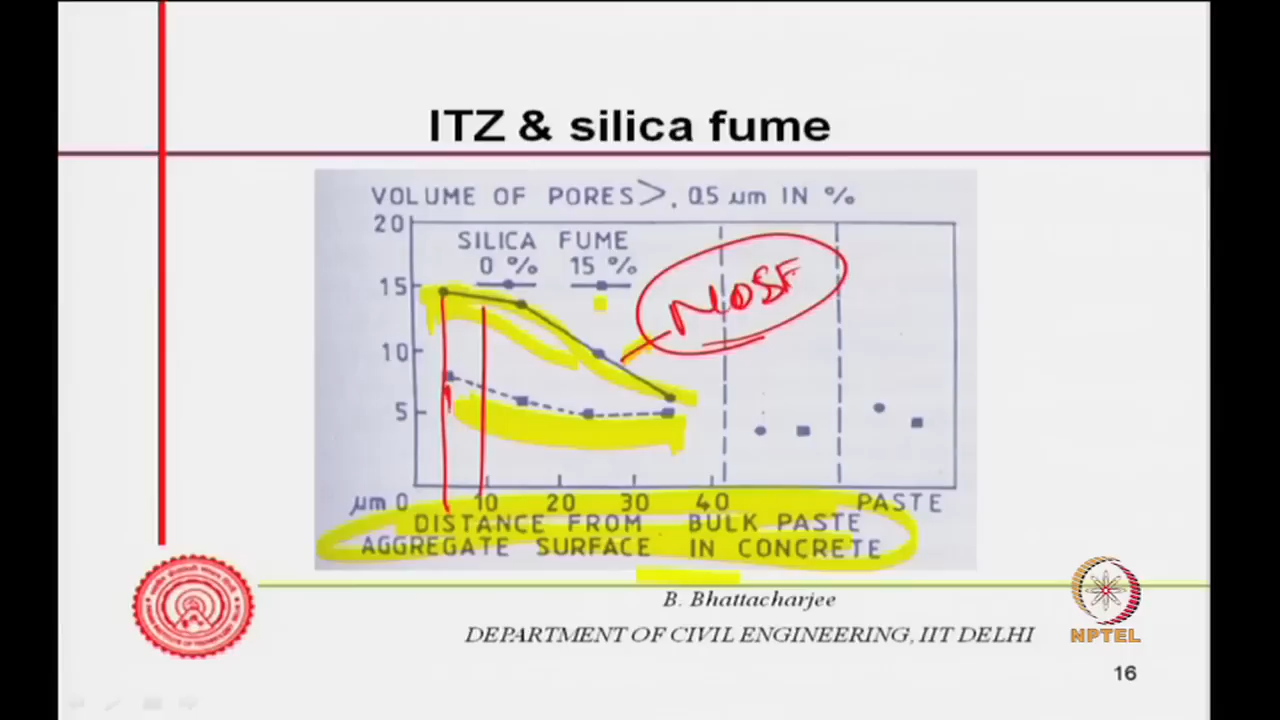 ITZ & silica fume
VOLUME OF PORES >, 0.5 µm IN %
20
SILICA FUME
0 % 15 %
NOSF
15
10
5
µm 0 10 20 30 40 PASTE
DISTANCE FROM BULK PASTE
AGGREGATE SURFACE IN CONCRETE
B. Bhattacharjee
DEPARTMENT OF CIVIL ENGINEERING, IIT DELHI
NPTEL
16